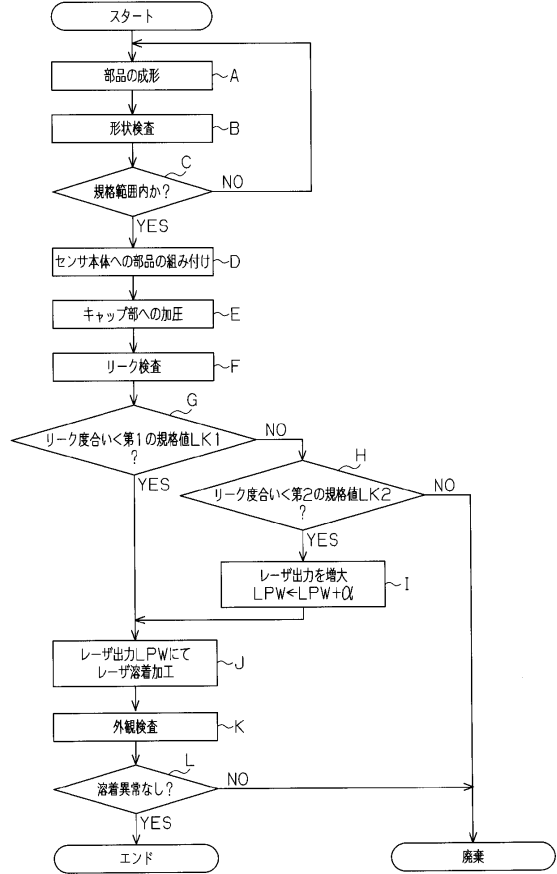 スタート
部品の成形
A
形状検査
B
C
規格範囲内か?
NO
YES
センサ本体への部品の組み付け
D
キャップ部への加圧
E
リーク検査
F
G
リーク度合い<第1の規格値LK1
?
NO
YES
H
リーク度合い<第2の規格値LK2
?
NO
YES
レーザ出力を増大
LPW←LPW+α
I
レーザ出力LPWにて
レーザ溶着加工
J
外観検査
K
L
溶着異常なし?
NO
YES
エンド
廃棄